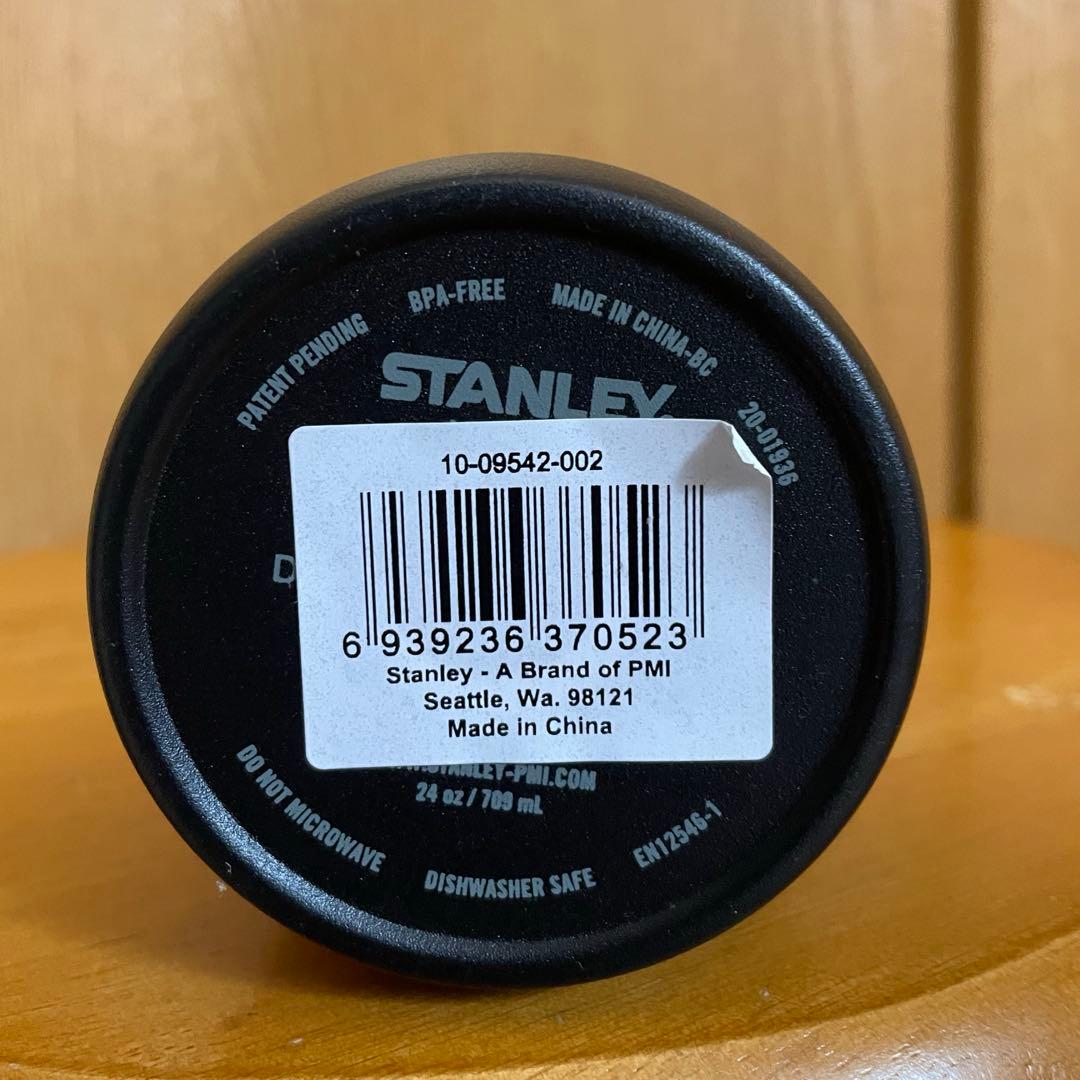 PATENT PENDING
BPA-FREE
MADE IN CHINA-BC
20-01936
STANLEY
10-09542-002
6 939236 370523
Stanley - A Brand of PMI
Seattle, Wa. 98121
Made in China
24 oz / 709 mL
DO NOT MICROWAVE
DISHWASHER SAFE
EN12546-1